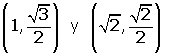 (1, √3/2) y (√2, √2/2)